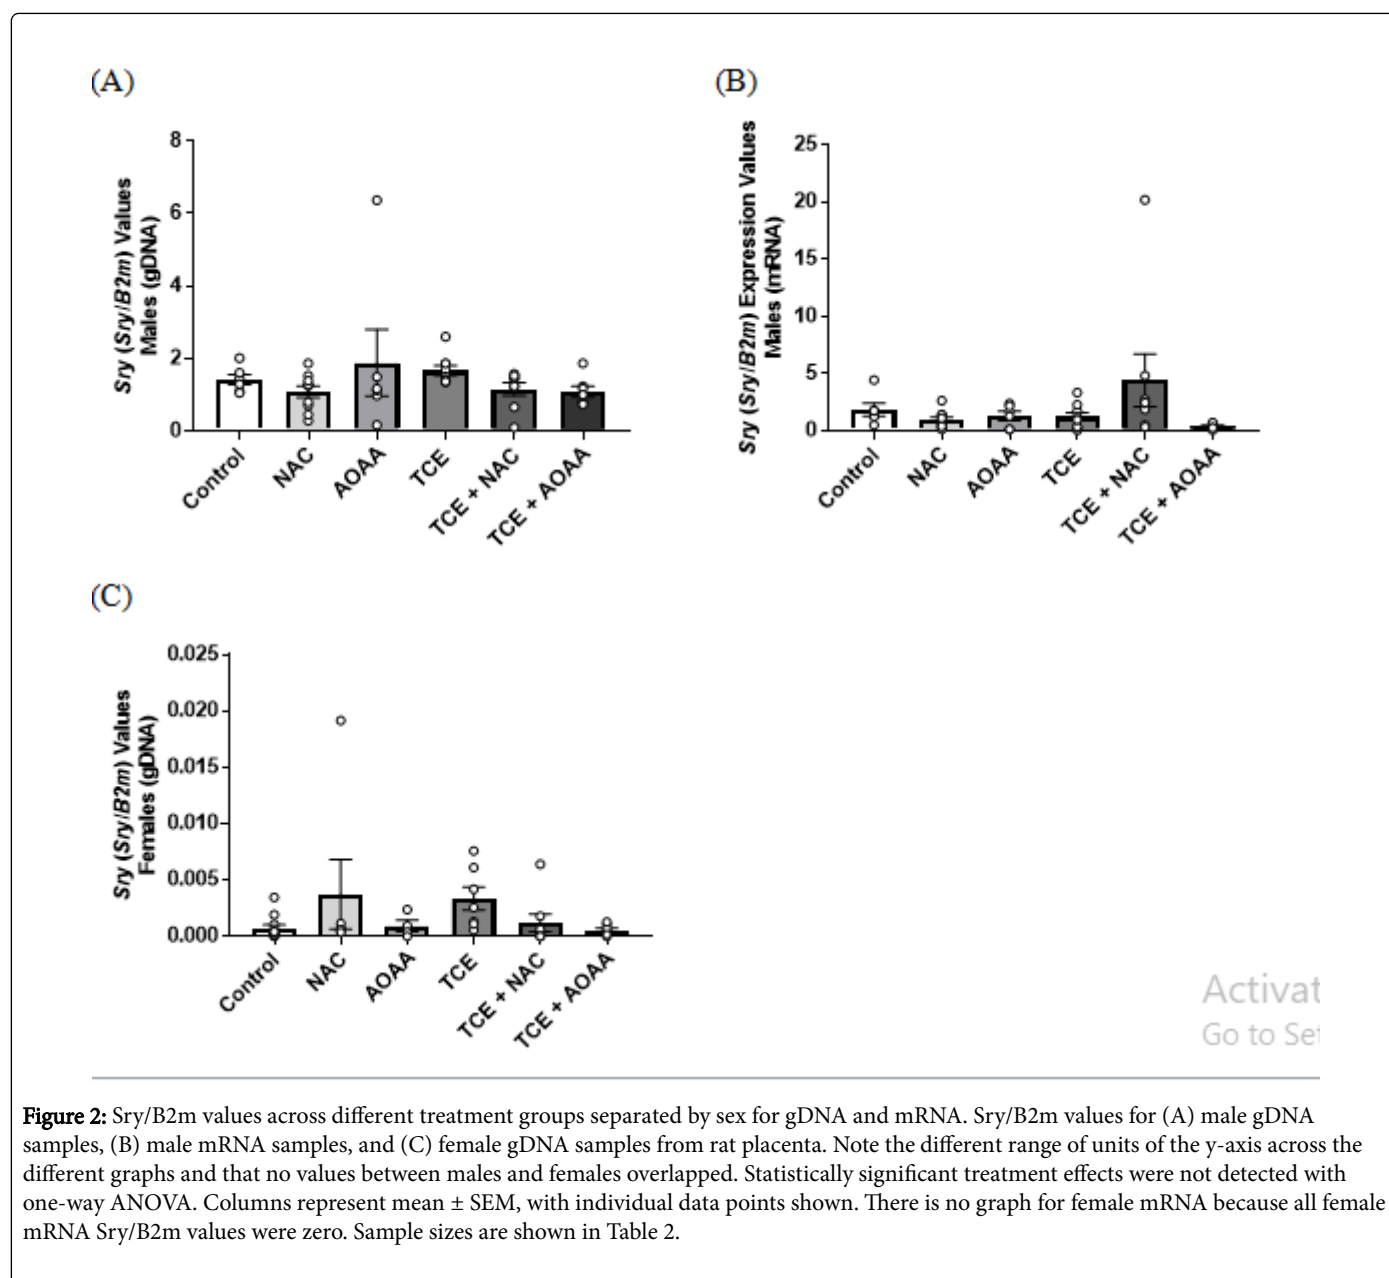 (A)
Sry (Sry/B2m) Values
Males (gDNA)
8
6
4
2
0
Control
NAC
AOAA
TCE
TCE + NAC
TCE + AOAA
(B)
Sry (Sry/B2m) Expression Values
Males (mRNA)
25
20
15
10
5
0
Control
NAC
AOAA
TCE
TCE + NAC
TCE + AOAA
(C)
Sry (Sry/B2m) Values
Females (gDNA)
0.025
0.020
0.015
0.010
0.005
0.000
Control
NAC
AOAA
TCE
TCE + NAC
TCE + AOAA
Activat
Go to Set
Figure 2: Sry/B2m values across different treatment groups separated by sex for gDNA and mRNA. Sry/B2m values for (A) male gDNA
samples, (B) male mRNA samples, and (C) female gDNA samples from rat placenta. Note the different range of units of the y-axis across the
different graphs and that no values between males and females overlapped. Statistically significant treatment effects were not detected with
one-way ANOVA. Columns represent mean ± SEM, with individual data points shown. There is no graph for female mRNA because all female
mRNA Sry/B2m values were zero. Sample sizes are shown in Table 2.